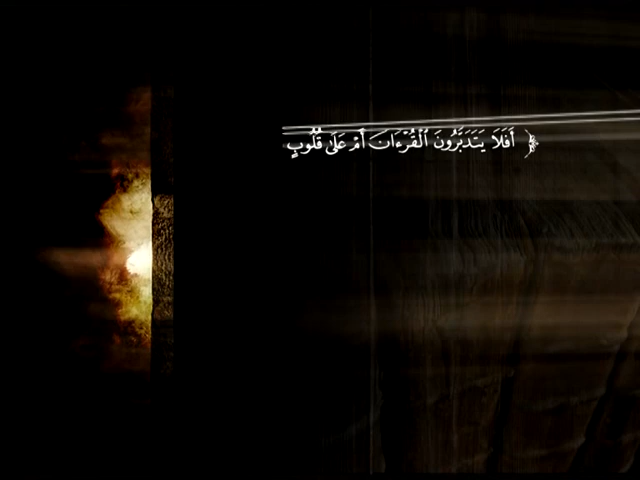 ﴿ أَفَلَا يَتَدَبَّرُونَ ٱلْقُرْءَانَ أَمْ عَلَىٰ قُلُوبٍ